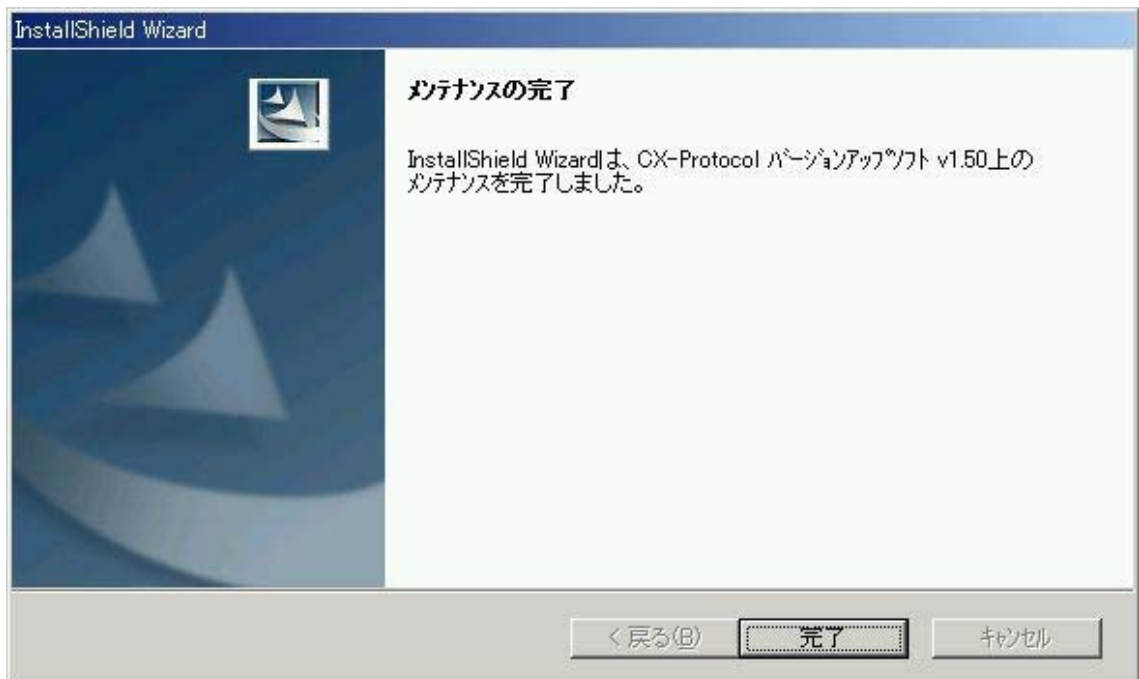 InstallShield Wizard
メンテナンスの完了
InstallShield Wizardは、CX-Protocol バージョンアップソフト v1.50上の
メンテナンスを完了しました。
< 戻る(B)
完了
キャンセル